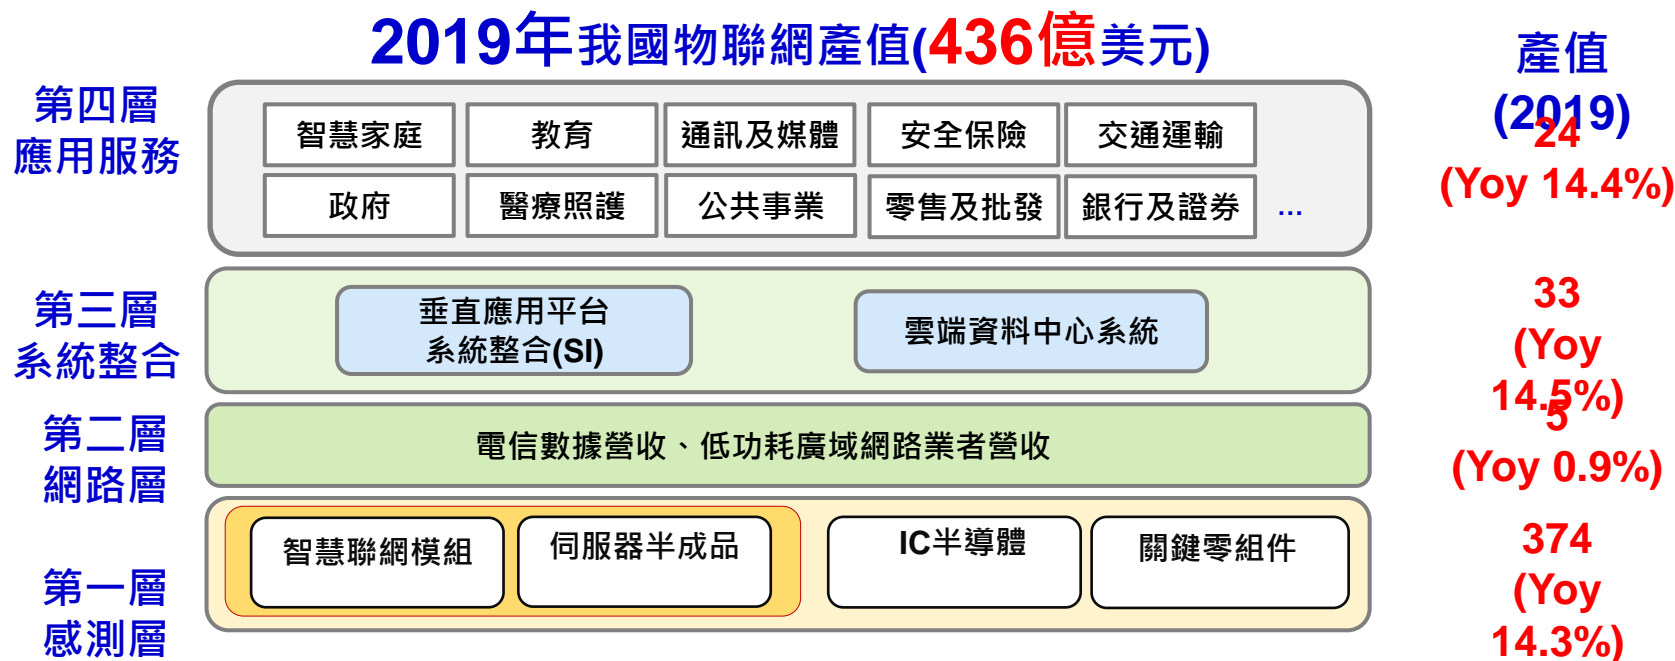 2019年我國物聯網產值(436億美元)
產值
(2019)
第四層
應用服務
智慧家庭
教育
通訊及媒體
安全保險
交通運輸
政府
醫療照護
公共事業
零售及批發
銀行及證券
...
24
(Yoy 14.4%)
第三層
系統整合
垂直應用平台
系統整合(SI)
雲端資料中心系統
33
(Yoy
14.5%)
第二層
網路層
電信數據營收、低功耗廣域網路業者營收
5
(Yoy 0.9%)
第一層
感測層
智慧聯網模組
伺服器半成品
IC半導體
關鍵零組件
374
(Yoy
14.3%)